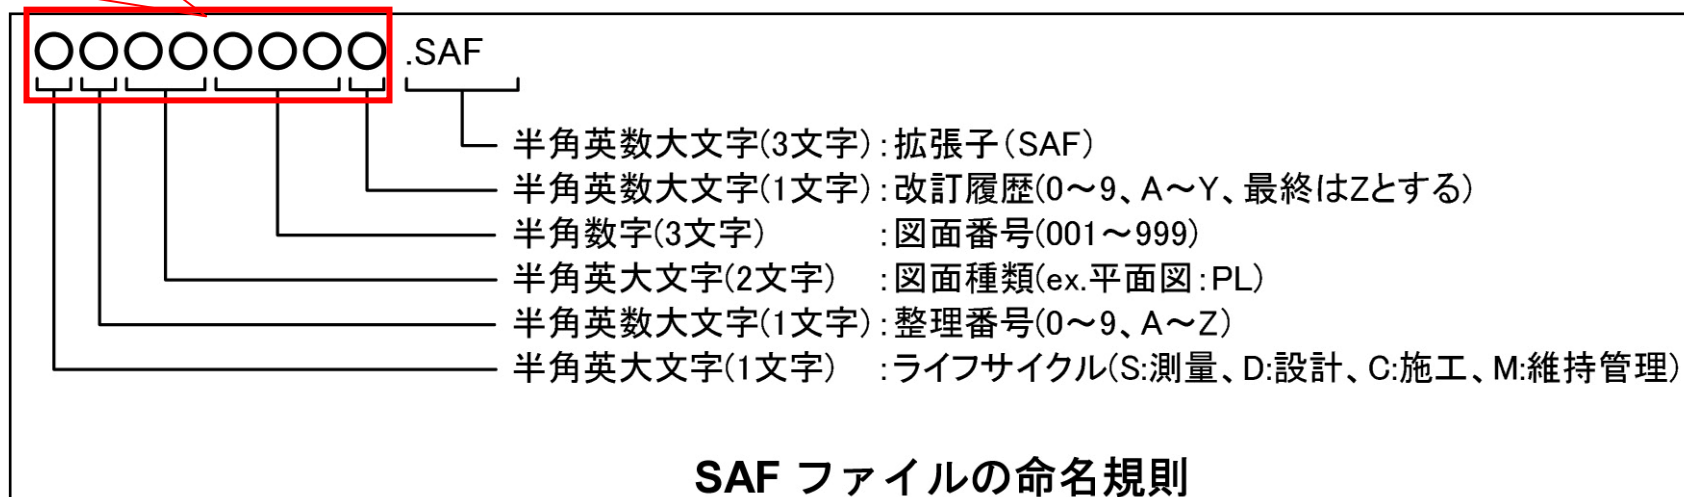 ○○○○○○○○.SAF
半角英数大文字(3文字):拡張子(SAF)
半角英数大文字(1文字):改訂履歴(0～9、A～Y、最終はZとする)
半角数字(3文字) :図面番号(001～999)
半角英大文字(2文字) :図面種類(ex.平面図:PL)
半角英数大文字(1文字):整理番号(0～9、A～Z)
半角英大文字(1文字) :ライフサイクル(S:測量、D:設計、C:施工、M:維持管理)
SAF ファイルの命名規則